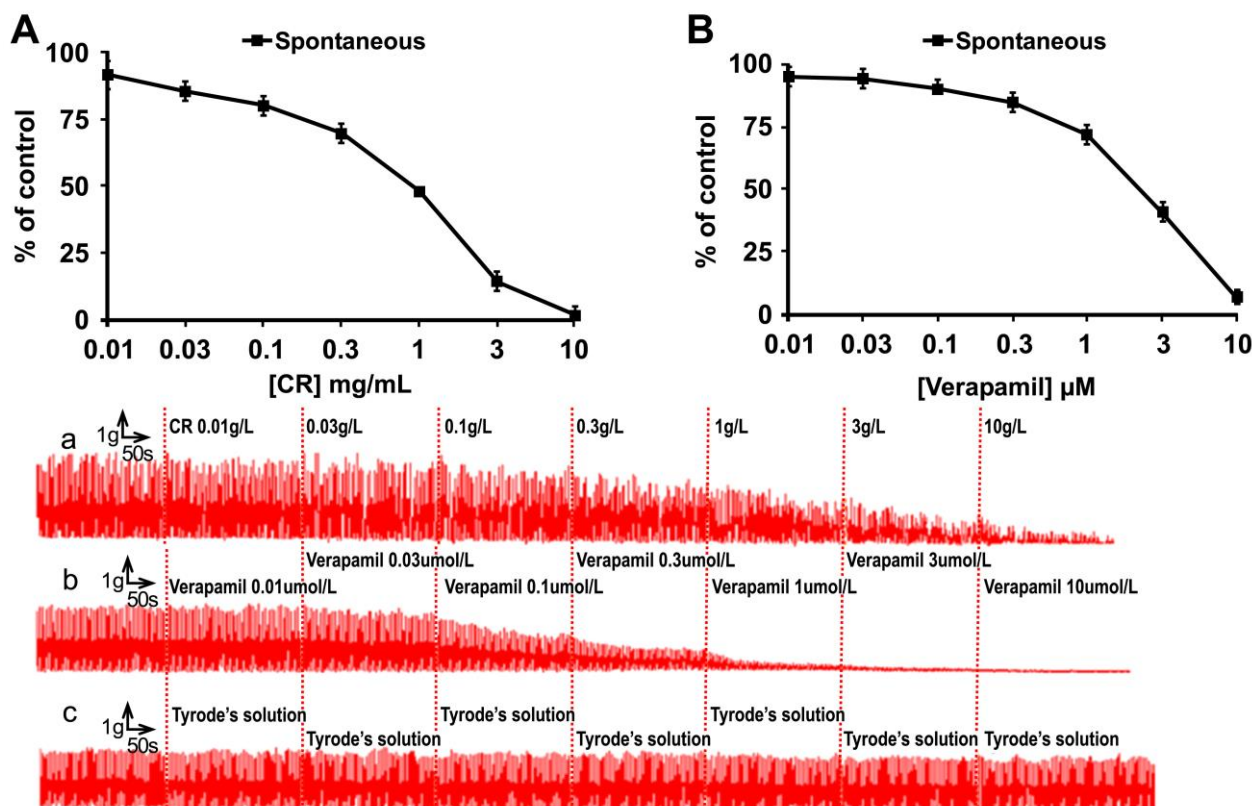 A
Spontaneous
100
75
50
25
0
% of control
0.01 0.03 0.1 0.3 1 3 10
[CR] mg/mL
B
Spontaneous
100
75
50
25
0
% of control
0.01 0.03 0.1 0.3 1 3 10
[Verapamil] µM
a
1g
50s
CR 0.01g/L 0.03g/L 0.1g/L 0.3g/L 1g/L 3g/L 10g/L
b
1g
50s
Verapamil 0.03umol/L Verapamil 0.3umol/L Verapamil 3umol/L
Verapamil 0.01umol/L Verapamil 0.1umol/L Verapamil 1umol/L Verapamil 10umol/L
c
1g
50s
Tyrode's solution Tyrode's solution Tyrode's solution
Tyrode's solution Tyrode's solution Tyrode's solution Tyrode's solution